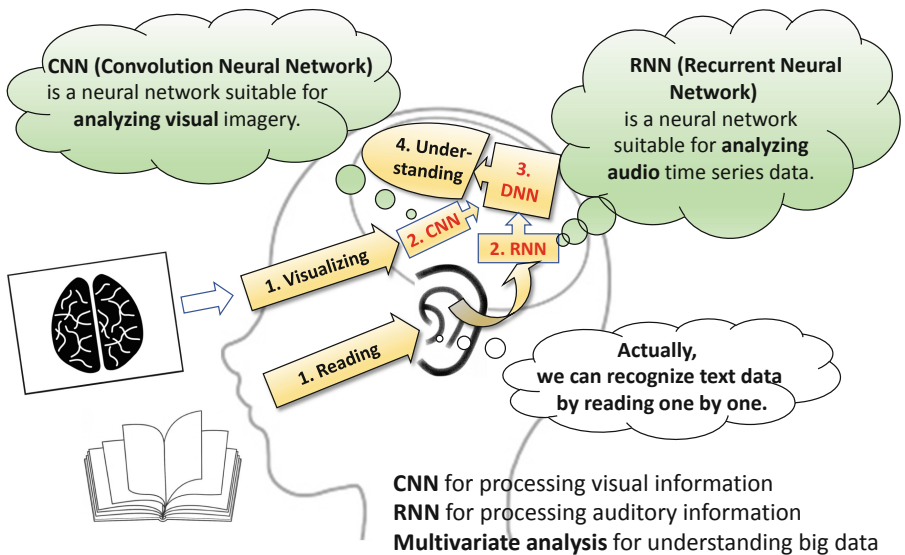 CNN (Convolution Neural Network)
is a neural network suitable for
analyzing visual imagery.
RNN (Recurrent Neural
Network)
is a neural network
suitable for analyzing
audio time series data.
4. Under-
standing
3.
DNN
2. CNN
2. RNN
1. Visualizing
1. Reading
Actually,
we can recognize text data
by reading one by one.
CNN for processing visual information
RNN for processing auditory information
Multivariate analysis for understanding big data